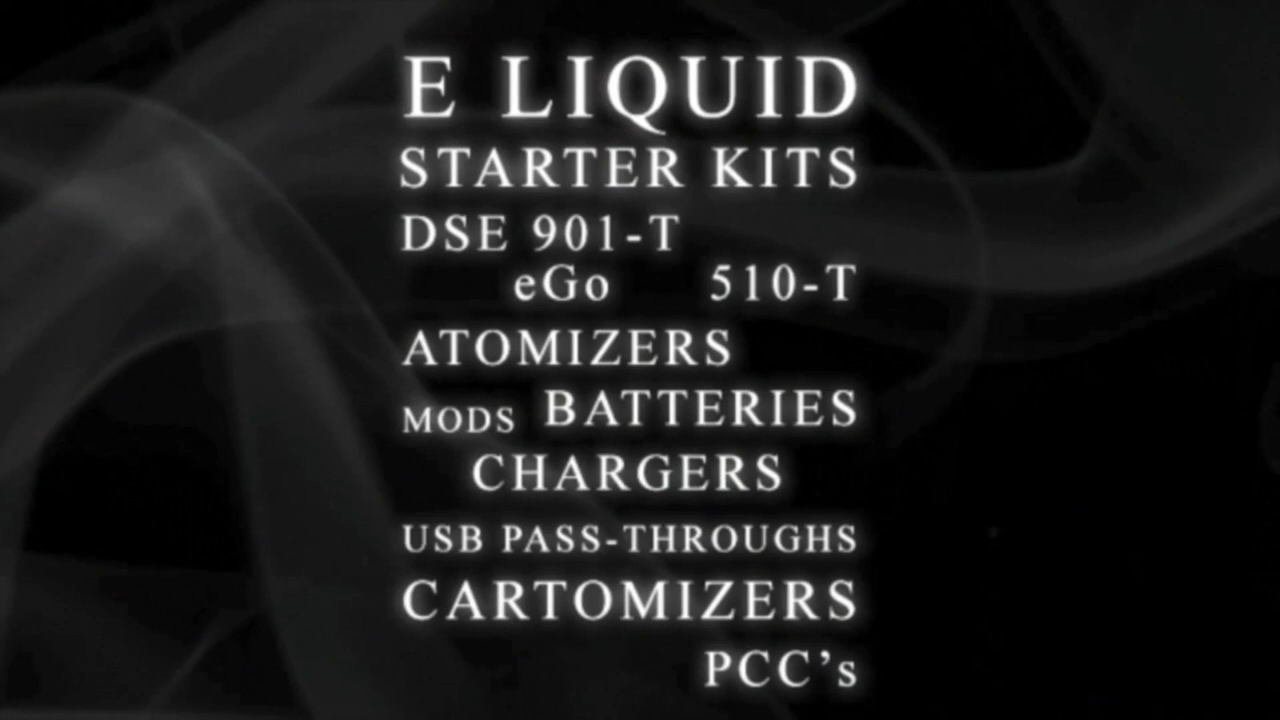 E LIQUID
STARTER KITS
DSE 901-T
eGo 510-T
ATOMIZERS
MODS BATTERIES
CHARGERS
USB PASS-THROUGHS
CARTOMIZERS
PCC’s